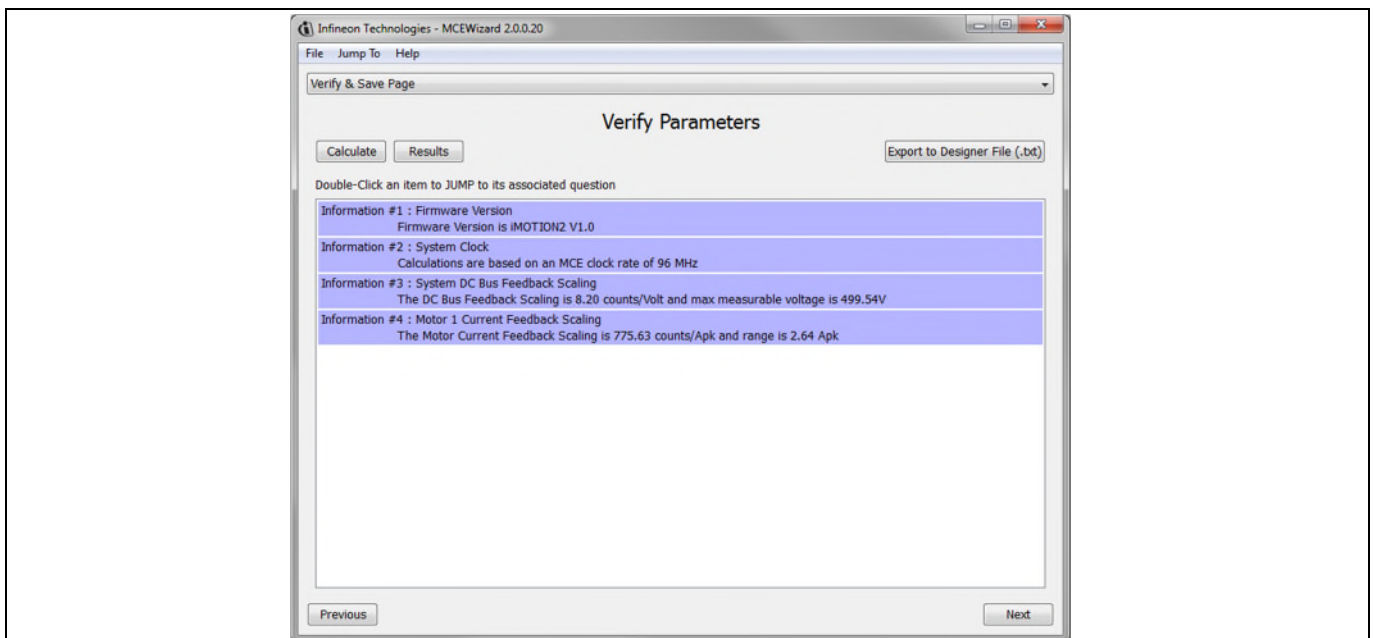 Infineon Technologies - MCEWizard 2.0.0.20
File Jump To Help
Verify & Save Page
Verify Parameters
Calculate Results Export to Designer File (.txt)
Double-Click an item to JUMP to its associated question
Information #1 : Firmware Version
Firmware Version is iMOTION2 V1.0
Information #2 : System Clock
Calculations are based on an MCE clock rate of 96 MHz
Information #3 : System DC Bus Feedback Scaling
The DC Bus Feedback Scaling is 8.20 counts/Volt and max measurable voltage is 499.54V
Information #4 : Motor 1 Current Feedback Scaling
The Motor Current Feedback Scaling is 775.63 counts/Apk and range is 2.64 Apk
Previous Next